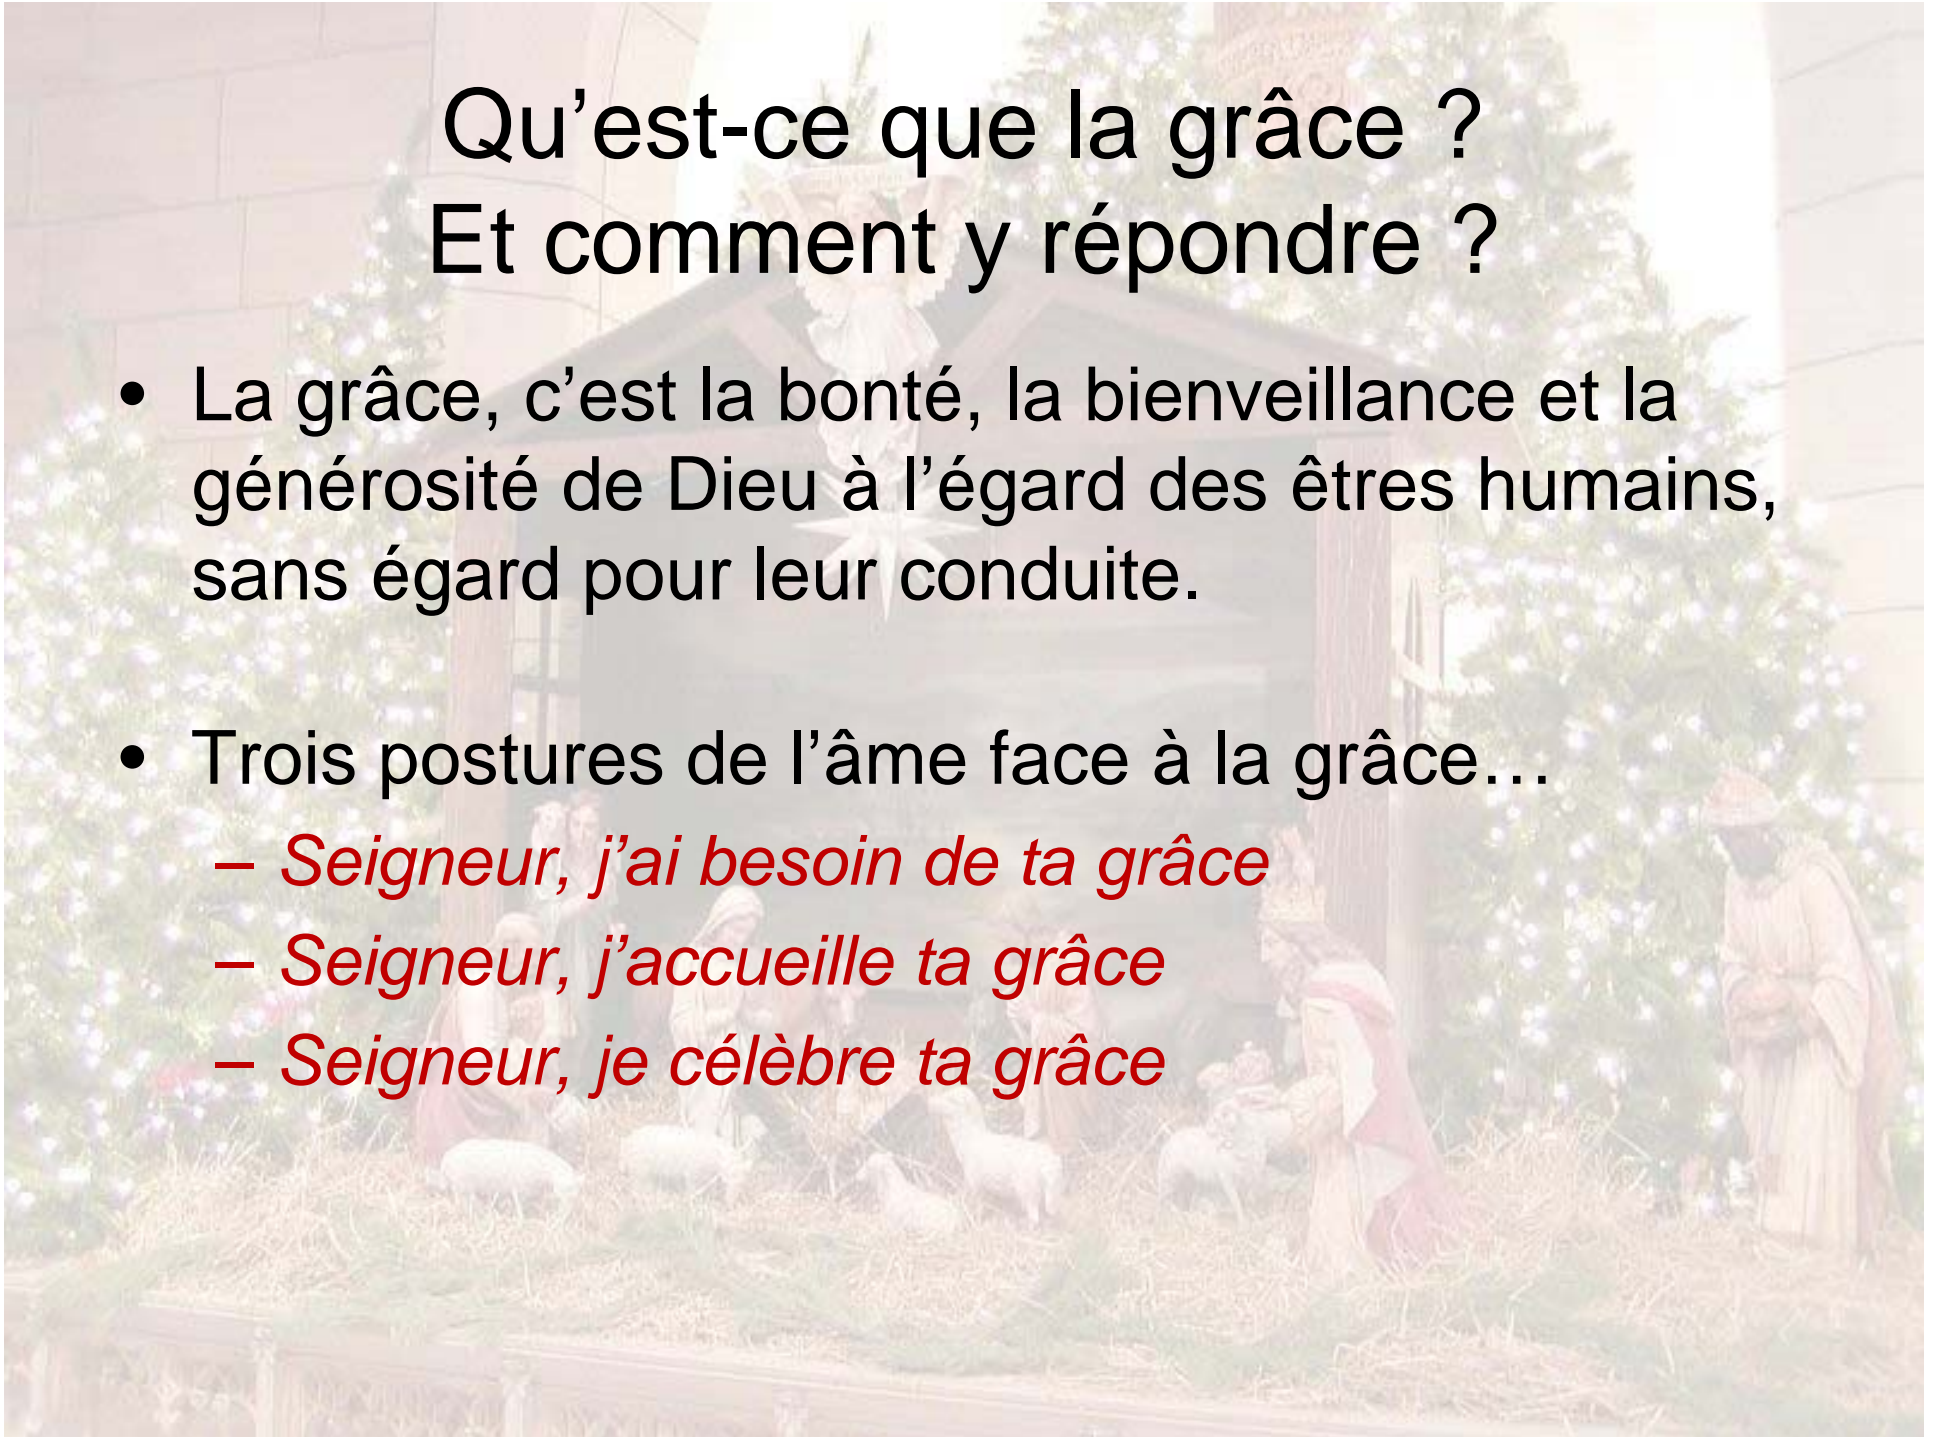 Qu’est-ce que la grâce ?
Et comment y répondre ?
• La grâce, c’est la bonté, la bienveillance et la
générosité de Dieu à l’égard des êtres humains,
sans égard pour leur conduite.
• Trois postures de l’âme face à la grâce…
– Seigneur, j’ai besoin de ta grâce
– Seigneur, j’accueille ta grâce
– Seigneur, je célèbre ta grâce